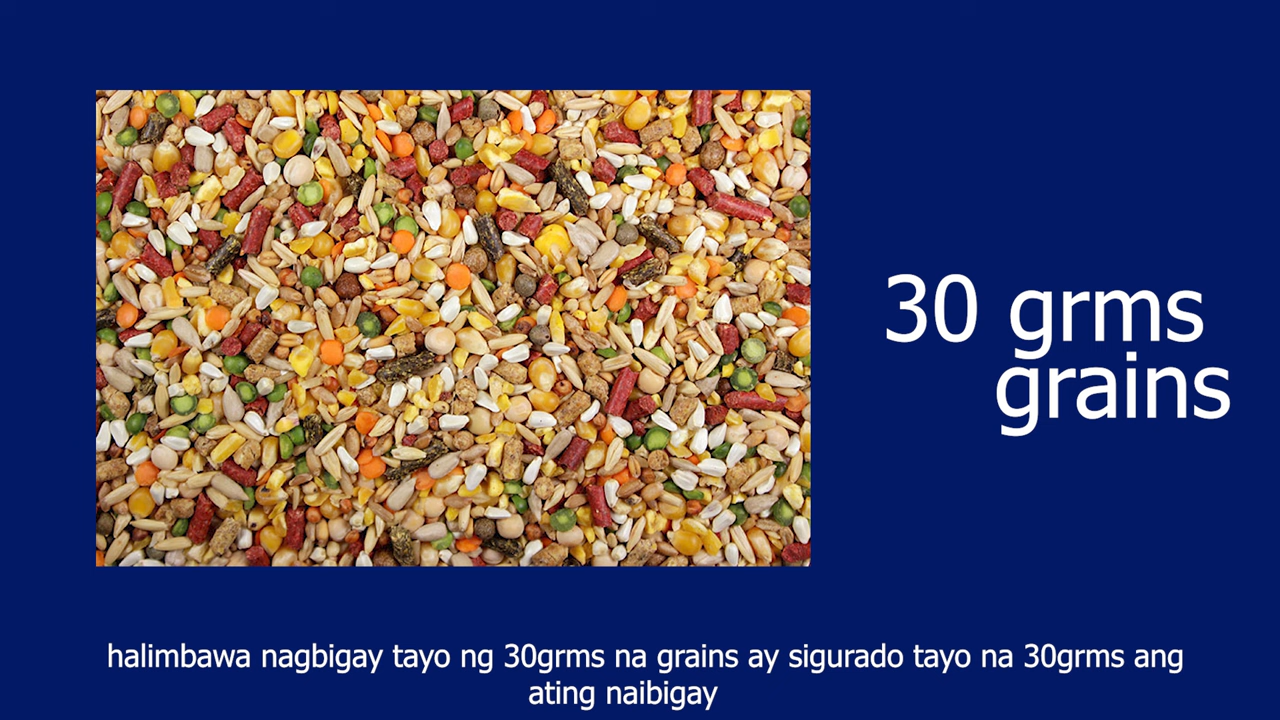 30 grms
grains
halimbawa nagbigay tayo ng 30grms na grains ay sigurado tayo na 30grms ang
ating naibigay